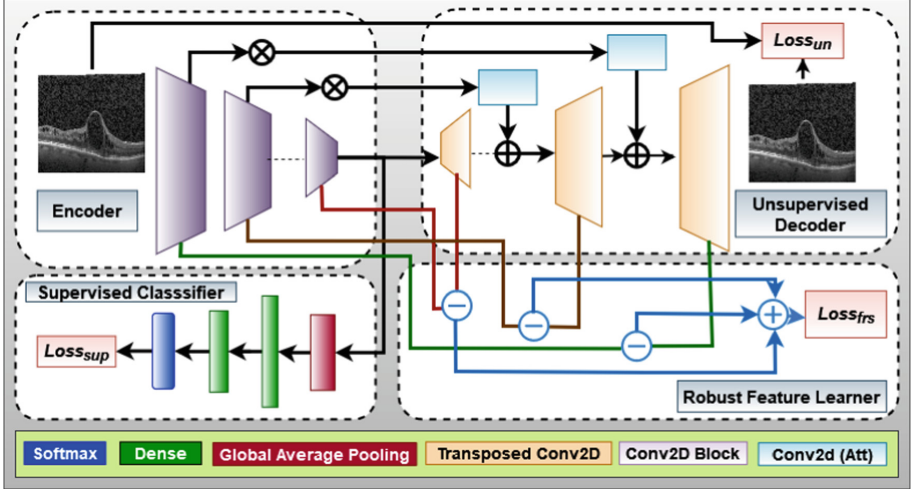 Loss_un
Encoder
Unsupervised
Decoder
Supervised Classsifier
Loss_sup
Loss_frs
Robust Feature Learner
Softmax
Dense
Global Average Pooling
Transposed Conv2D
Conv2D Block
Conv2d (Att)